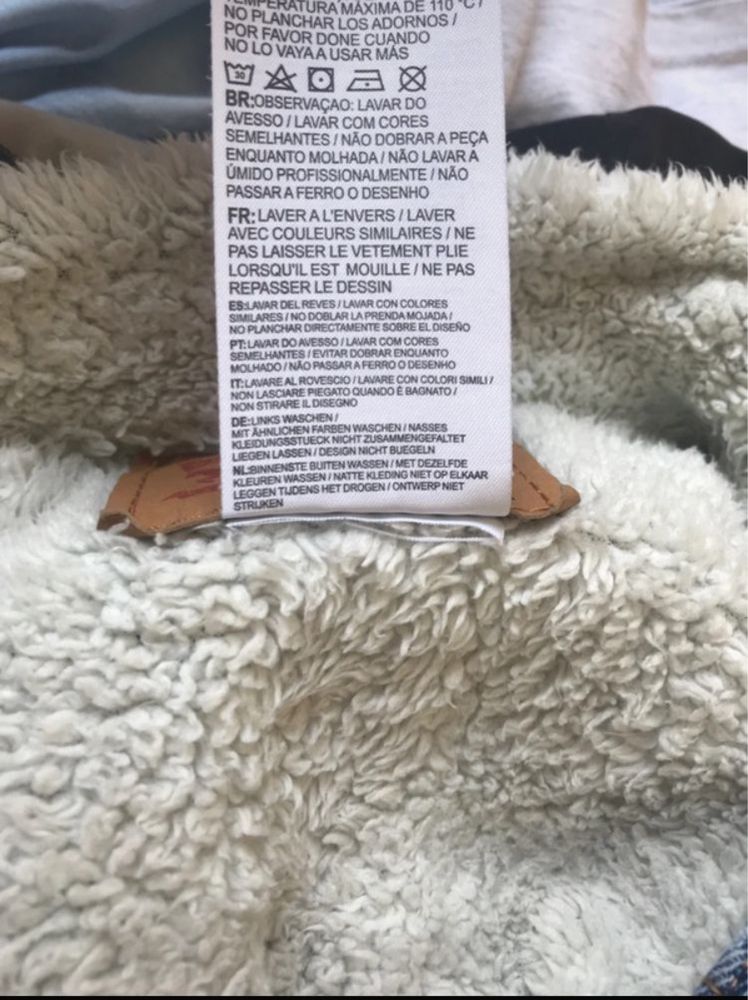 TEMPERATURA MÁXIMA DE 110 °C /
NO PLANCHAR LOS ADORNOS /
POR FAVOR DONE CUANDO
NO LO VAYA A USAR MÁS
30
BR:OBSERVAÇAO: LAVAR DO
AVESSO / LAVAR COM CORES
SEMELHANTES / NÃO DOBRAR A PEÇA
ENQUANTO MOLHADA / NÃO LAVAR A
ÚMIDO PROFISSIONALMENTE / NÃO
PASSAR A FERRO O DESENHO
FR: LAVER A L'ENVERS / LAVER
AVEC COULEURS SIMILAIRES / NE
PAS LAISSER LE VETEMENT PLIE
LORSQU'IL EST MOUILLE / NE PAS
REPASSER LE DESSIN
ES:LAVAR DEL REVES / LAVAR CON COLORES
SIMILARES / NO DOBLAR LA PRENDA MOJADA /
NO PLANCHAR DIRECTAMENTE SOBRE EL DISEÑO
PT:LAVAR DO AVESSO / LAVAR COM CORES
SEMELHANTES / EVITAR DOBRAR ENQUANTO
MOLHADO / NÃO PASSAR A FERRO O DESENHO
IT:LAVARE AL ROVESCIO / LAVARE CON COLORI SIMILI /
NON LASCIARE PIEGATO QUANDO È BAGNATO /
NON STIRARE IL DISEGNO
DE:LINKS WASCHEN /
MIT ÄHNLICHEN FARBEN WASCHEN / NASSES
KLEIDUNGSSTUECK NICHT ZUSAMMENGEFALTET
LIEGEN LASSEN / DESIGN NICHT BUEGELN
NL:BINNENSTE BUITEN WASSEN / MET DEZELFDE
KLEUREN WASSEN / NATTE KLEDING NIET OP ELKAAR
LEGGEN TIJDENS HET DROGEN / ONTWERP NIET
STRIJKEN